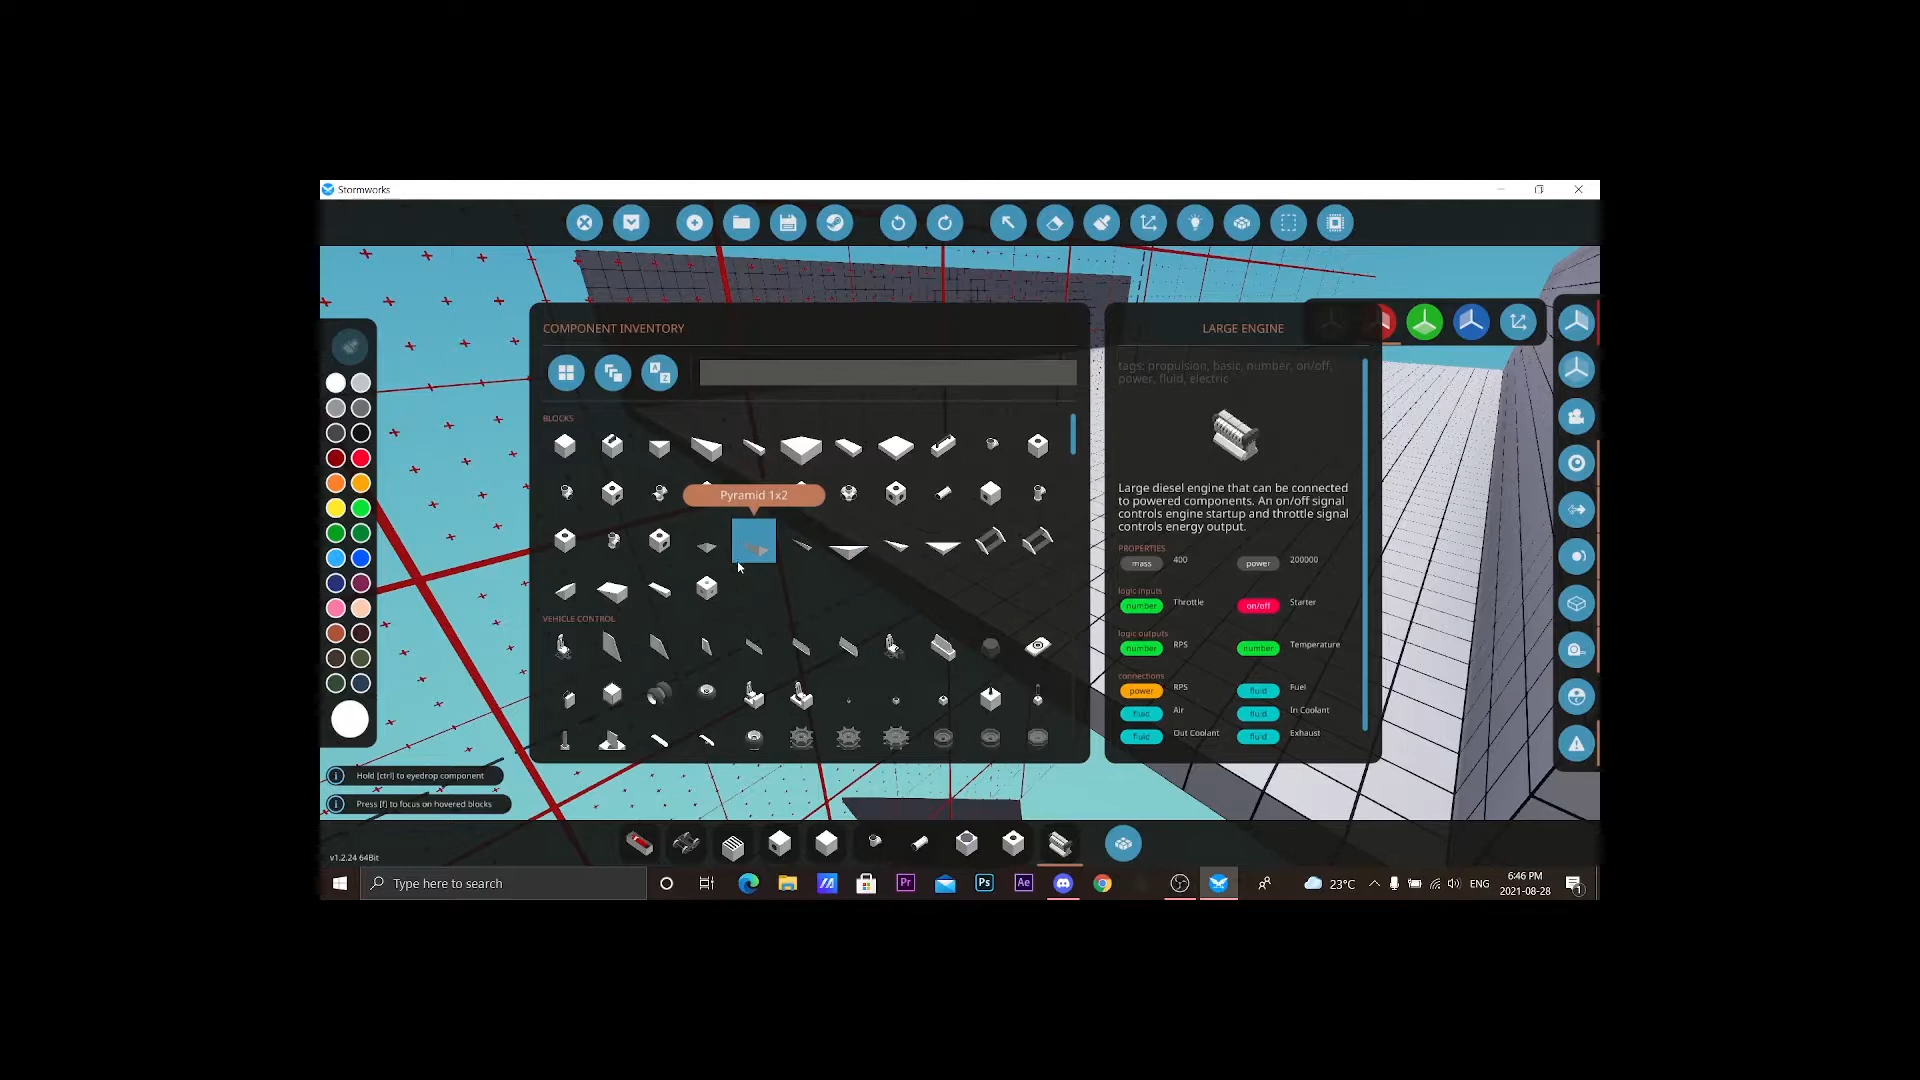 Stormworks
COMPONENT INVENTORY
BLOCKS
Pyramid 1x2
VEHICLE CONTROL
LARGE ENGINE
tags: propulsion, basic, number, on/off,
power, fluid, electric
Large diesel engine that can be connected
to powered components. An on/off signal
controls engine startup and throttle signal
controls energy output.
PROPERTIES
mass 400 power 200000
logic inputs
number Throttle on/off Starter
logic outputs
number RPS number Temperature
connections
power RPS fluid Fuel
fluid Air fluid In Coolant
fluid Out Coolant fluid Exhaust
Hold [ctrl] to eyedrop component
Press [f] to focus on hovered blocks
v1.2.24 64Bit
Type here to search
Pr
Ps
Ae
23°C
ENG
6:46 PM
2021-08-28
1